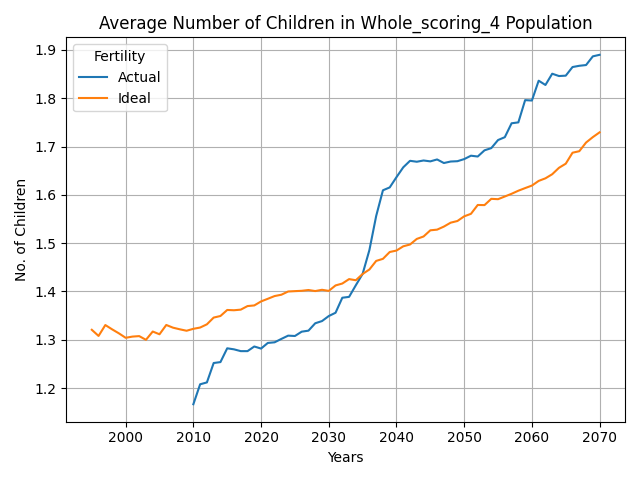 Average Number of Children in Whole_scoring_4 Population
Fertility
Actual
Ideal
No. of Children
1.9
1.8
1.7
1.6
1.5
1.4
1.3
1.2
2000 2010 2020 2030 2040 2050 2060 2070
Years